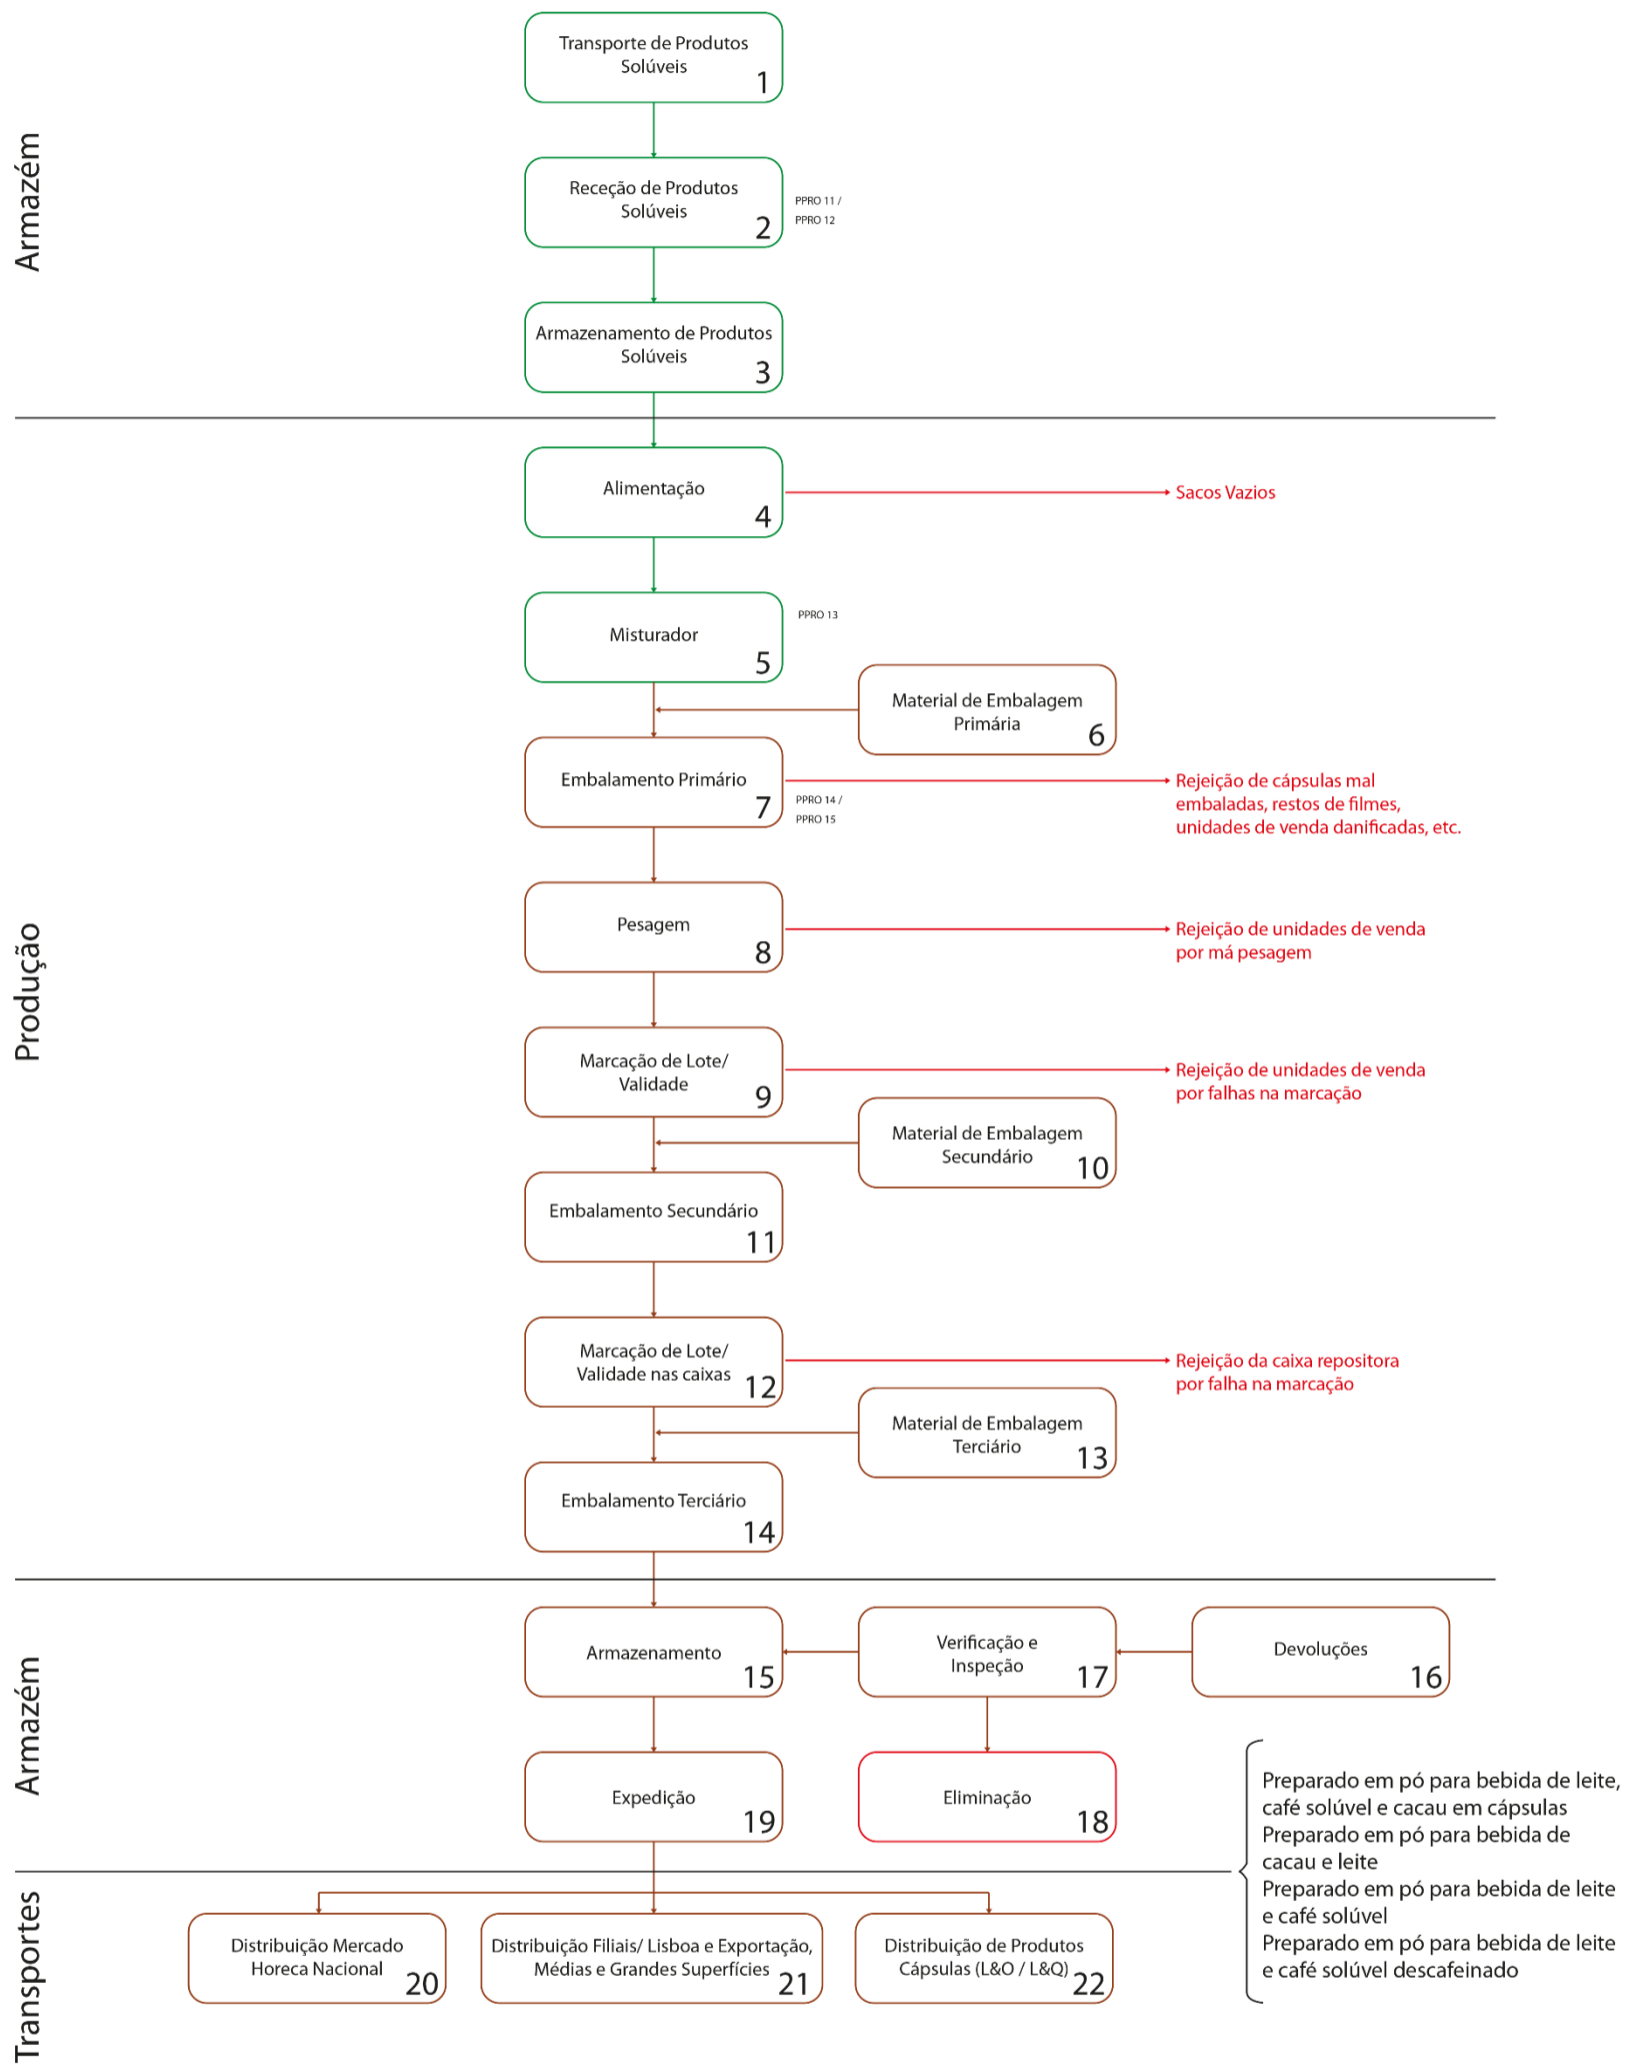 Armazém
Transporte de Produtos
Solúveis
1
Receção de Produtos
Solúveis
2
PPRO 11 /
PPRO 12
Armazenamento de Produtos
Solúveis
3
Produção
Alimentação
4
Sacos Vazios
Misturador
5
PPRO 13
Material de Embalagem
Primária
6
Embalamento Primário
7
PPRO 14 /
PPRO 15
Rejeição de cápsulas mal
embaladas, restos de filmes,
unidades de venda danificadas, etc.
Pesagem
8
Rejeição de unidades de venda
por má pesagem
Marcação de Lote/
Validade
9
Rejeição de unidades de venda
por falhas na marcação
Material de Embalagem
Secundário
10
Embalamento Secundário
11
Marcação de Lote/
Validade nas caixas
12
Rejeição da caixa repositora
por falha na marcação
Material de Embalagem
Terciário
13
Embalamento Terciário
14
Armazém
Armazenamento
15
Verificação e
Inspeção
17
Devoluções
16
Expedição
19
Eliminação
18
Preparado em pó para bebida de leite,
café solúvel e cacau em cápsulas
Preparado em pó para bebida de
cacau e leite
Preparado em pó para bebida de leite
e café solúvel
Preparado em pó para bebida de leite
e café solúvel descafeinado
Transportes
Distribuição Mercado
Horeca Nacional
20
Distribuição Filiais/ Lisboa e Exportação,
Médias e Grandes Superfícies
21
Distribuição de Produtos
Cápsulas (L&O / L&Q)
22